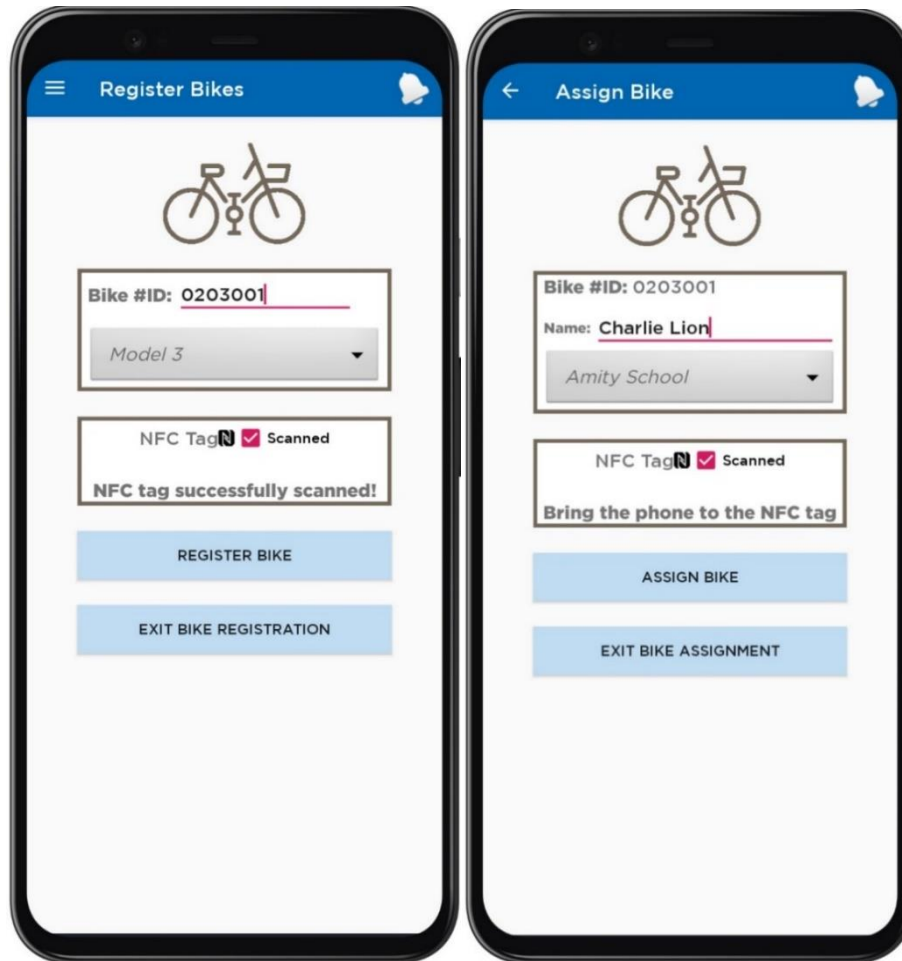 Register Bikes
Bike #ID: 0203001
Model 3
NFC Tag Scanned
NFC tag successfully scanned!
REGISTER BIKE
EXIT BIKE REGISTRATION
Assign Bike
Bike #ID: 0203001
Name: Charlie Lion
Amity School
NFC Tag Scanned
Bring the phone to the NFC tag
ASSIGN BIKE
EXIT BIKE ASSIGNMENT